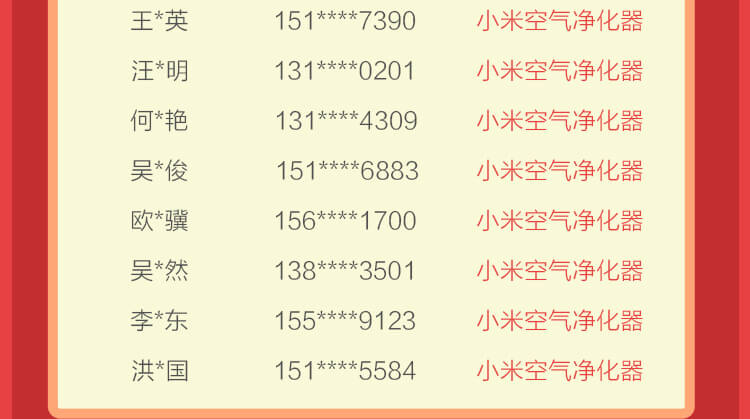 王*英 151****7390 小米空气净化器
汪*明 131****0201 小米空气净化器
何*艳 131****4309 小米空气净化器
吴*俊 151****6883 小米空气净化器
欧*骥 156****1700 小米空气净化器
吴*然 138****3501 小米空气净化器
李*东 155****9123 小米空气净化器
洪*国 151****5584 小米空气净化器